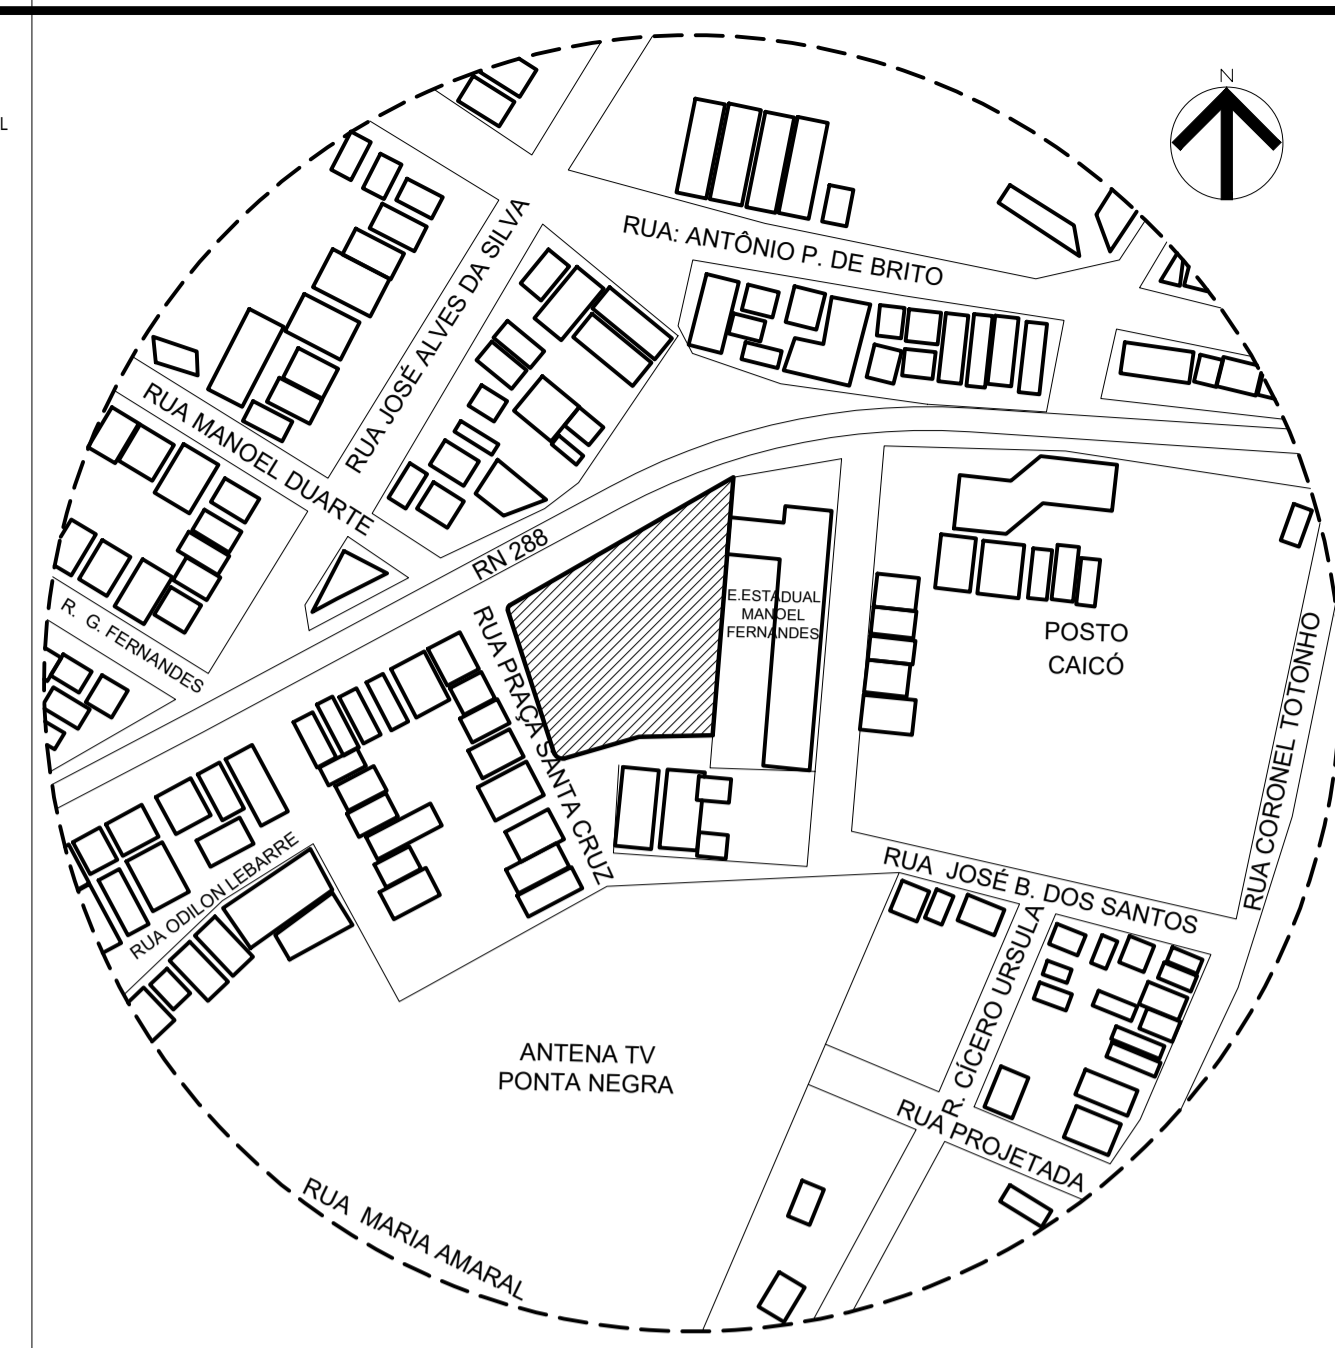 L
N
RUA: ANTÔNIO P. DE BRITO
RUA JOSÉ ALVES DA SILVA
RUA MANOEL DUARTE
RN 288
R. G. FERNANDES
RUA PRAÇA SANTA CRUZ
E.ESTADUAL
MANOEL
FERNANDES
POSTO
CAICÓ
RUA CORONEL TOTONHO
RUA ODILON LEBARRE
RUA JOSÉ B. DOS SANTOS
R. CÍCERO URSULA
ANTENA TV
PONTA NEGRA
RUA PROJETADA
RUA MARIA AMARAL